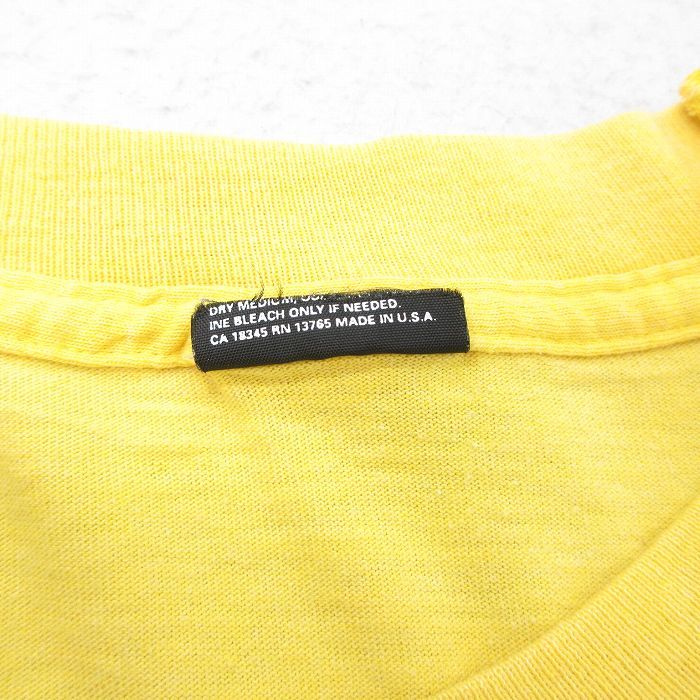 DRY MEDIUM,
INE BLEACH ONLY IF NEEDED.
CA 18345 RN 13765 MADE IN U.S.A.